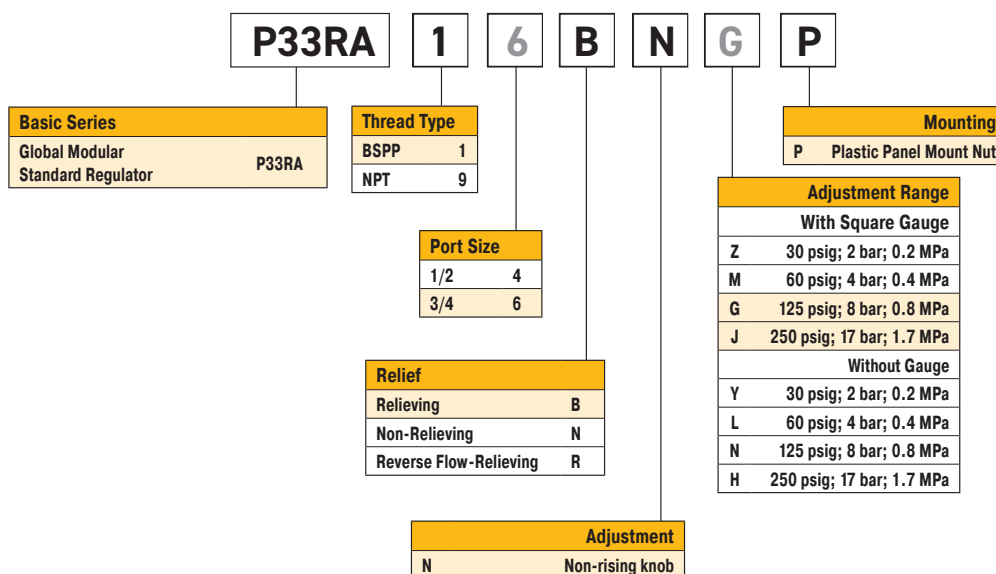 P33RA 1 6 B N G P
Basic Series
Global Modular
Standard Regulator P33RA
Thread Type
BSPP 1
NPT 9
Mounting
P Plastic Panel Mount Nut
Port Size
1/2 4
3/4 6
Adjustment Range
With Square Gauge
Z 30 psig; 2 bar; 0.2 MPa
M 60 psig; 4 bar; 0.4 MPa
G 125 psig; 8 bar; 0.8 MPa
J 250 psig; 17 bar; 1.7 MPa
Without Gauge
Y 30 psig; 2 bar; 0.2 MPa
L 60 psig; 4 bar; 0.4 MPa
N 125 psig; 8 bar; 0.8 MPa
H 250 psig; 17 bar; 1.7 MPa
Relief
Relieving B
Non-Relieving N
Reverse Flow-Relieving R
Adjustment
N Non-rising knob